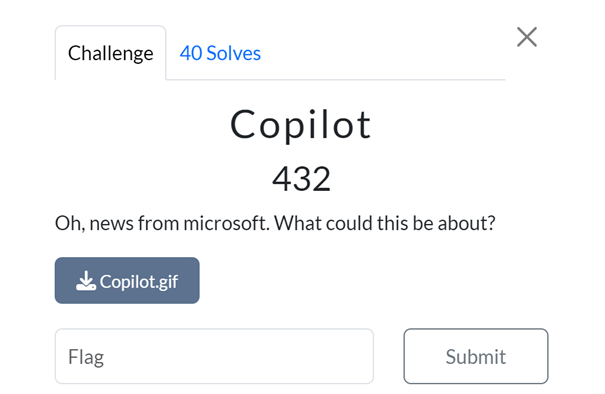 Challenge 40 Solves
Copilot
432
Oh, news from microsoft. What could this be about?
Copilot.gif
Flag Submit